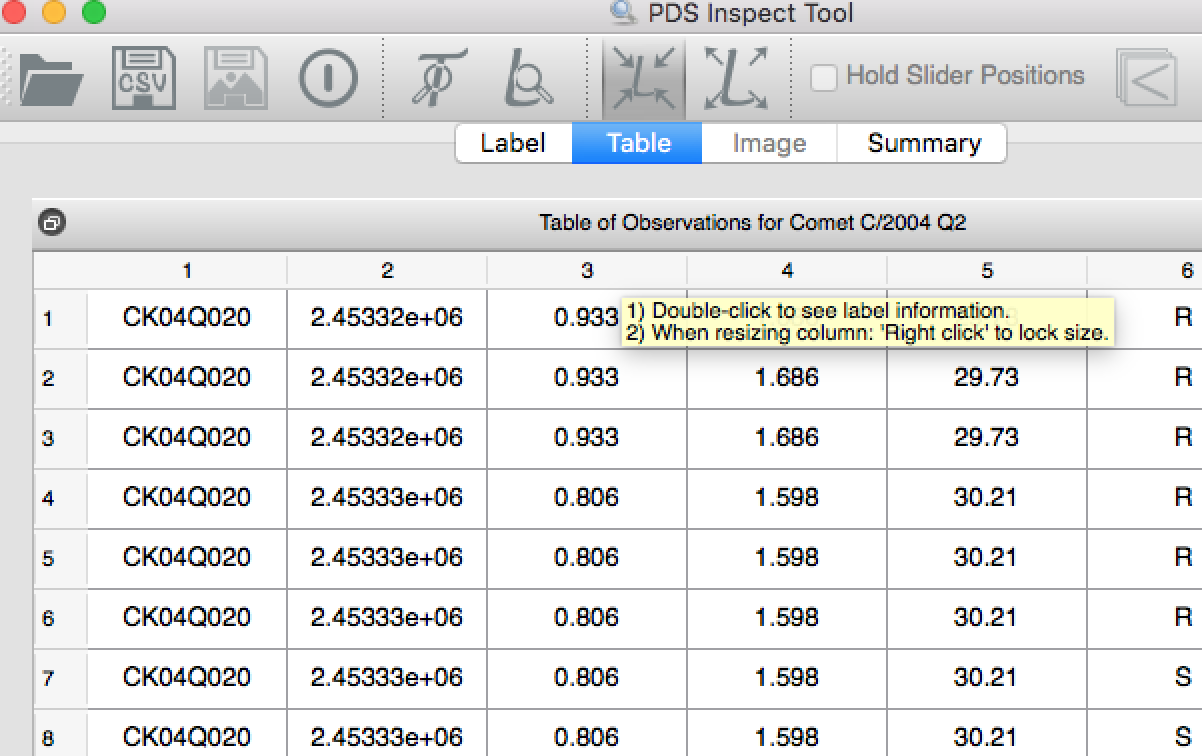 PDS Inspect Tool
CSV
Hold Slider Positions
Label Table Image Summary
Table of Observations for Comet C/2004 Q2
1 2 3 4 5 6
1 CK04Q020 2.45332e+06 0.933 R
1) Double-click to see label information.
2) When resizing column: 'Right click' to lock size.
2 CK04Q020 2.45332e+06 0.933 1.686 29.73 R
3 CK04Q020 2.45332e+06 0.933 1.686 29.73 R
4 CK04Q020 2.45333e+06 0.806 1.598 30.21 R
5 CK04Q020 2.45333e+06 0.806 1.598 30.21 R
6 CK04Q020 2.45333e+06 0.806 1.598 30.21 R
7 CK04Q020 2.45333e+06 0.806 1.598 30.21 S
8 CK04Q020 2.45333e+06 0.806 1.598 30.21 S